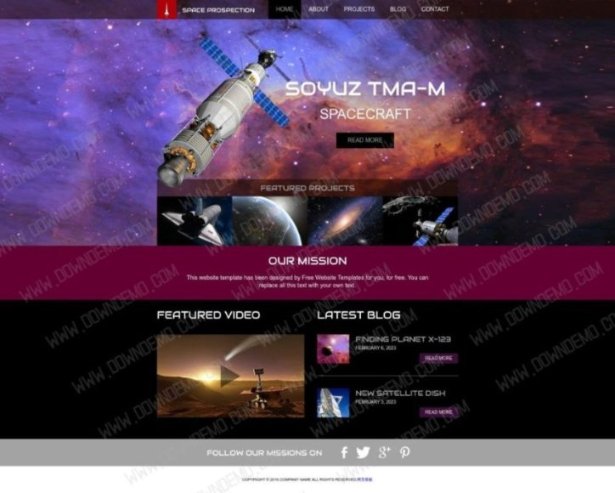 SPACE PROSPECTION
HOME ABOUT PROJECTS BLOG CONTACT
SOYUZ TMA-M
SPACECRAFT
READ MORE
FEATURED PROJECTS
OUR MISSION
This website template has been designed by Free Website Templates for you, for free. You can
replace all this text with your own text.
FEATURED VIDEO
LATEST BLOG
FINDING PLANET X-123
FEBRUARY 6, 2023
READ MORE
NEW SATELLITE DISH
FEBRUARY 3, 2023
READ MORE
FOLLOW OUR MISSIONS ON
COPYRIGHT © 2015 COMPANY NAME ALL RIGHTS RESERVED
WWW.DOWNDEMO.COM